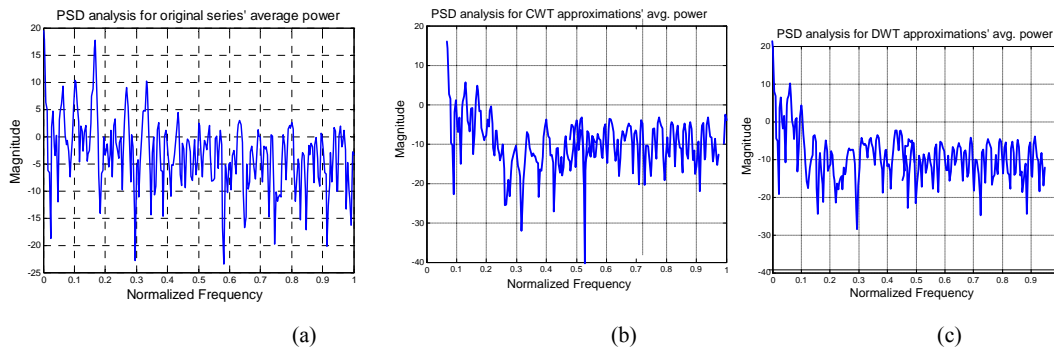 PSD analysis for original series' average power
20
15
10
5
0
-5
-10
-15
-20
-25
0 0.1 0.2 0.3 0.4 0.5 0.6 0.7 0.8 0.9 1
Magnitude
Normalized Frequency
(a)
PSD analysis for CWT approximations' avg. power
20
10
0
-10
-20
-30
-40
0 0.1 0.2 0.3 0.4 0.5 0.6 0.7 0.8 0.9 1
Magnitude
Normalized Frequency
(b)
PSD analysis for DWT approximations' avg. power
20
10
0
-10
-20
-30
-40
0 0.1 0.2 0.3 0.4 0.5 0.6 0.7 0.8 0.9
Magnitude
Normalized Frequency
(c)